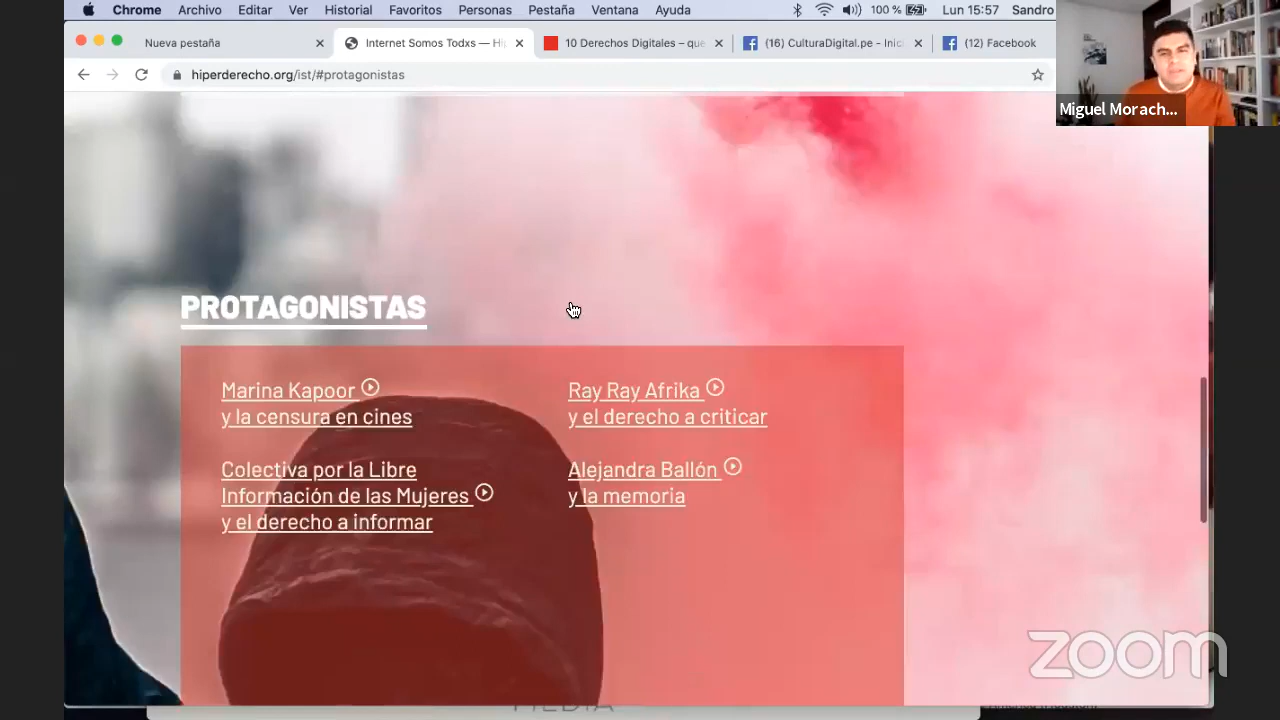 Chrome Archivo Editar Ver Historial Favoritos Personas Pestaña Ventana Ayuda 100 % Lun 15:57 Sandro
Nueva pestaña
Internet Somos Todxs — Hi
10 Derechos Digitales – que
(16) CulturaDigital.pe - Inic
(12) Facebook
hiperderecho.org/ist/#protagonistas
Miguel Morach...
PROTAGONISTAS
Marina Kapoor
y la censura en cines
Ray Ray Afrika
y el derecho a criticar
Colectiva por la Libre
Información de las Mujeres
y el derecho a informar
Alejandra Ballón
y la memoria
zoom